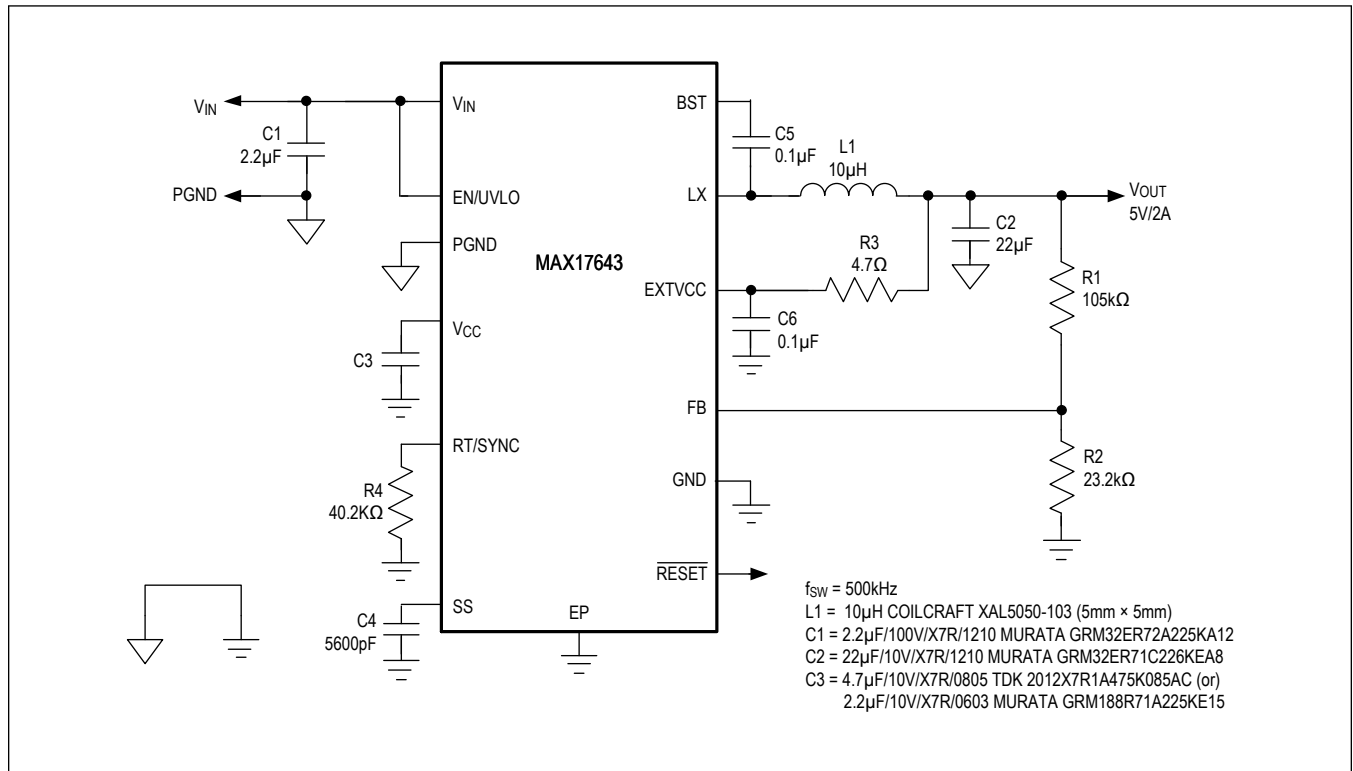 VIN
C1
2.2µF
PGND
VIN
EN/UVLO
PGND
VCC
C3
RT/SYNC
R4
40.2KΩ
SS
C4
5600pF
MAX17643
EP
BST
C5
0.1µF
LX
L1
10µH
EXTVCC
R3
4.7Ω
C6
0.1µF
C2
22µF
VOUT
5V/2A
R1
105kΩ
FB
R2
23.2kΩ
GND
RESET
fSW = 500kHz
L1 = 10µH COILCRAFT XAL5050-103 (5mm × 5mm)
C1 = 2.2µF/100V/X7R/1210 MURATA GRM32ER72A225KA12
C2 = 22µF/10V/X7R/1210 MURATA GRM32ER71C226KEA8
C3 = 4.7µF/10V/X7R/0805 TDK 2012X7R1A475K085AC (or)
2.2µF/10V/X7R/0603 MURATA GRM188R71A225KE15